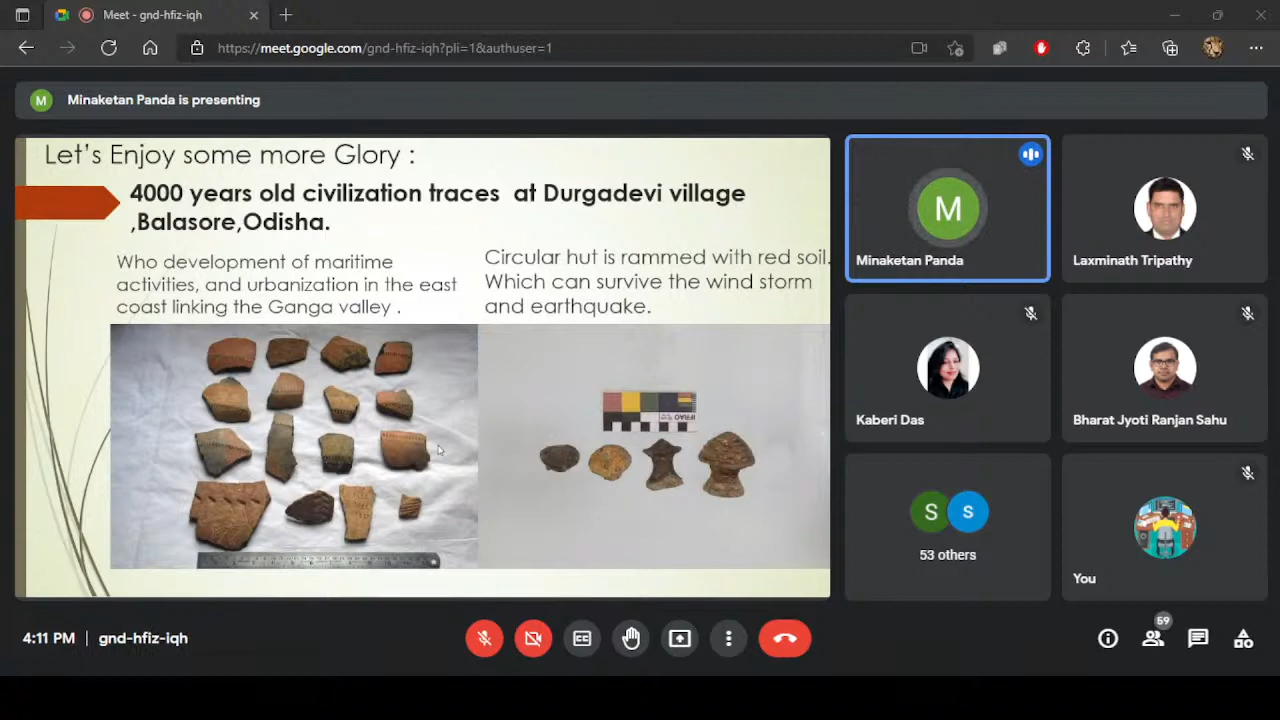 Meet - gnd-hfiz-iqh
https://meet.google.com/gnd-hfiz-iqh?pli=1&authuser=1
M
Minaketan Panda is presenting
Let's Enjoy some more Glory :
4000 years old civilization traces at Durgadevi village
,Balasore,Odisha.
Who development of maritime
activities, and urbanization in the east
coast linking the Ganga valley .
Circular hut is rammed with red soil.
Which can survive the wind storm
and earthquake.
IFRAO
M
Minaketan Panda
Laxminath Tripathy
Kaberi Das
Bharat Jyoti Ranjan Sahu
S
s
53 others
You
4:11 PM | gnd-hfiz-iqh
CC
59